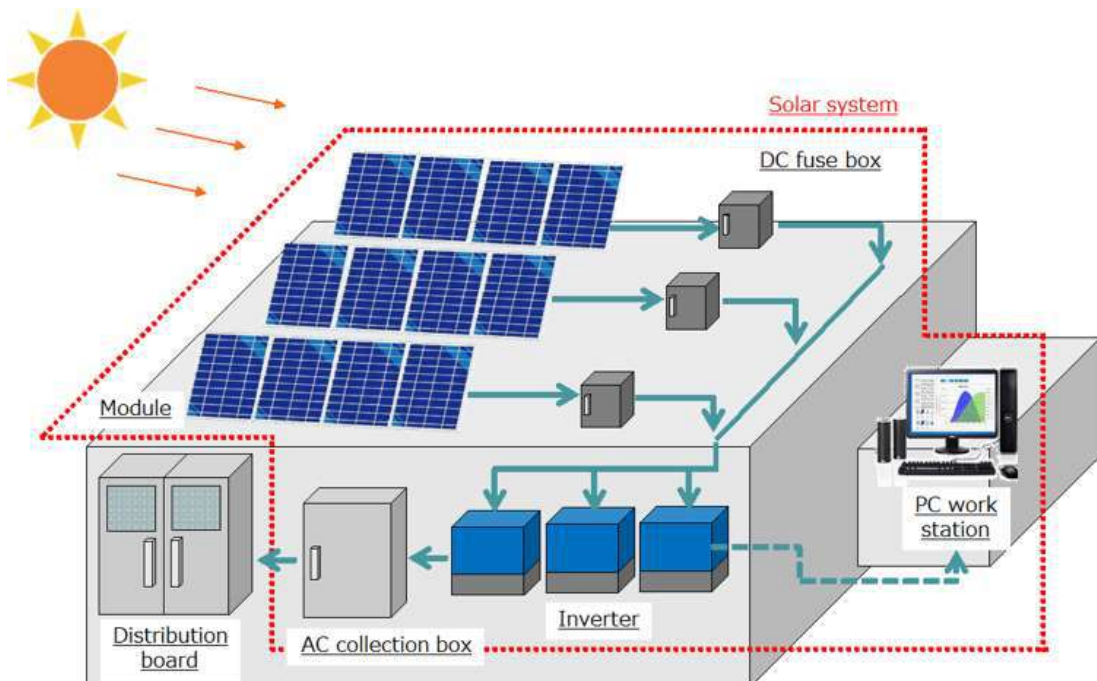 Solar system
DC fuse box
Module
PC work
station
Inverter
AC collection box
Distribution
board